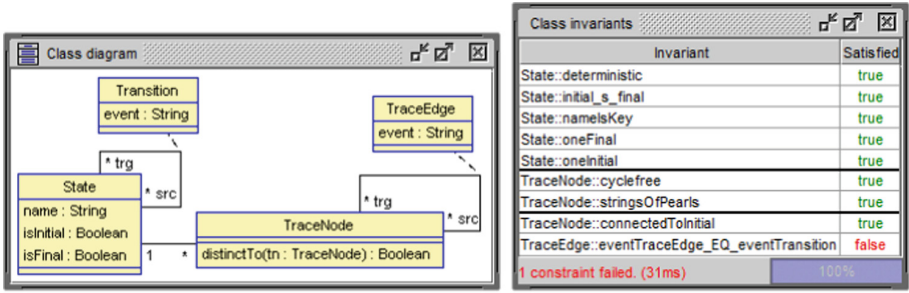 Class diagram
Transition
event : String
TraceEdge
event : String
* trg
* src
State
name : String
isInitial : Boolean
isFinal : Boolean
* trg
* src
TraceNode
distinctTo(tn : TraceNode) : Boolean
1 *
Class invariants
Invariant Satisfied
State::deterministic true
State::initial_s_final true
State::nameIsKey true
State::oneFinal true
State::oneInitial true
TraceNode::cyclefree true
TraceNode::stringsOfPearls true
TraceNode::connectedToInitial true
TraceEdge::eventTraceEdge_EQ_eventTransition false
1 constraint failed. (31ms) 100%